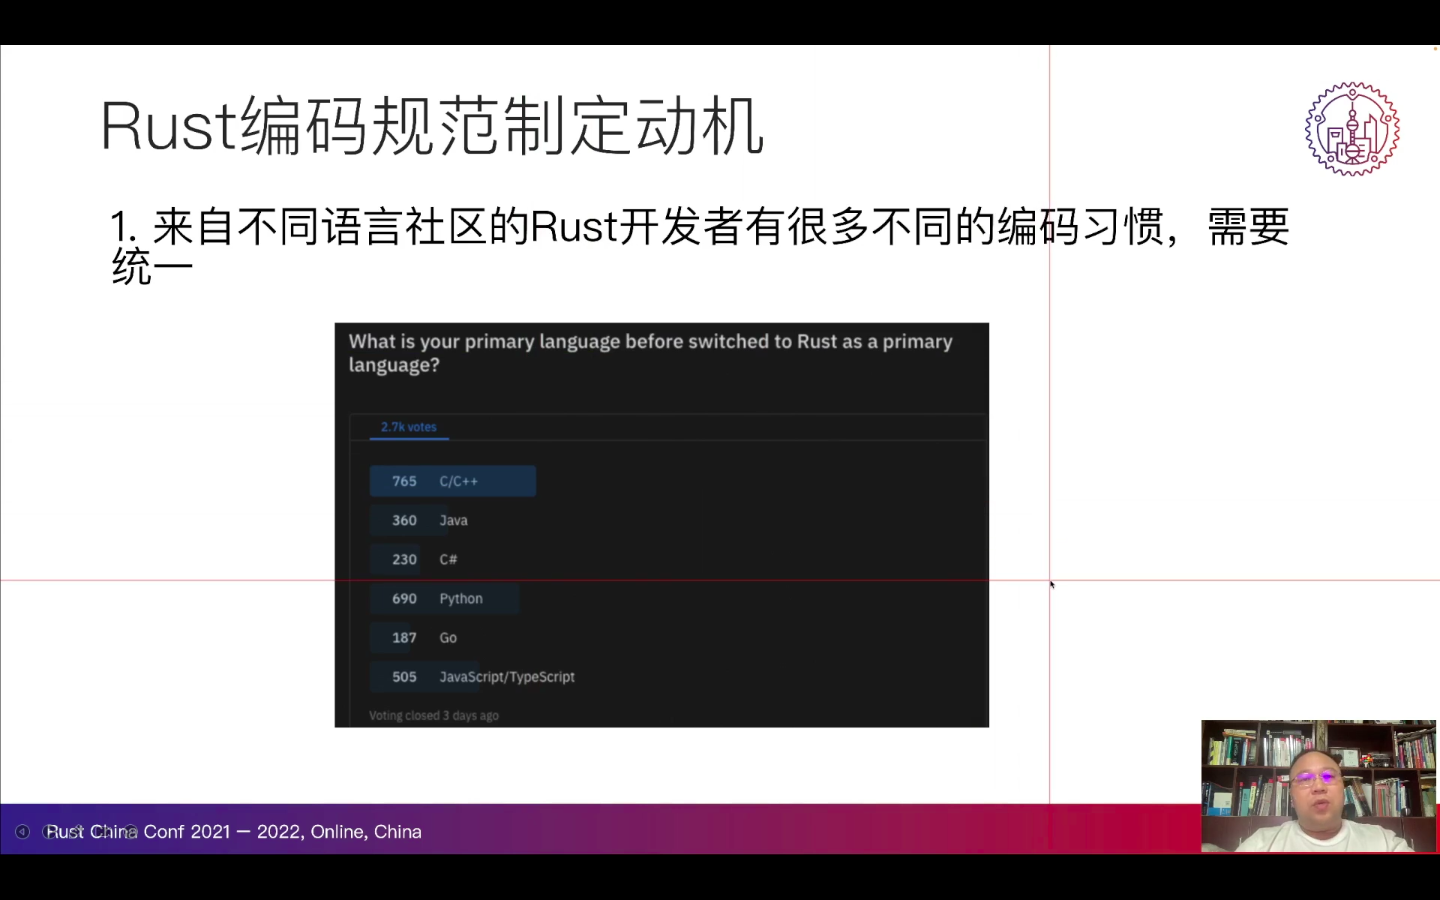 Rust编码规范制定动机
1. 来自不同语言社区的Rust开发者有很多不同的编码习惯，需要
统一
What is your primary language before switched to Rust as a primary
language?
2.7k votes
765 C/C++
360 Java
230 C#
690 Python
187 Go
505 JavaScript/TypeScript
Voting closed 3 days ago
Rust China Conf 2021 – 2022, Online, China